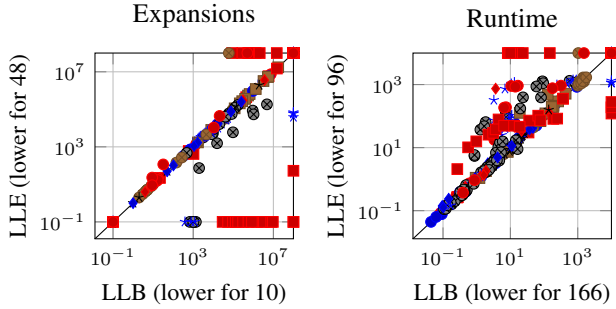 Expansions
10^7
10^3
10^-1
10^-1
10^3
10^7
LLE (lower for 48)
LLB (lower for 10)
Runtime
10^3
10^1
10^-1
10^-1
10^1
10^3
LLE (lower for 96)
LLB (lower for 166)